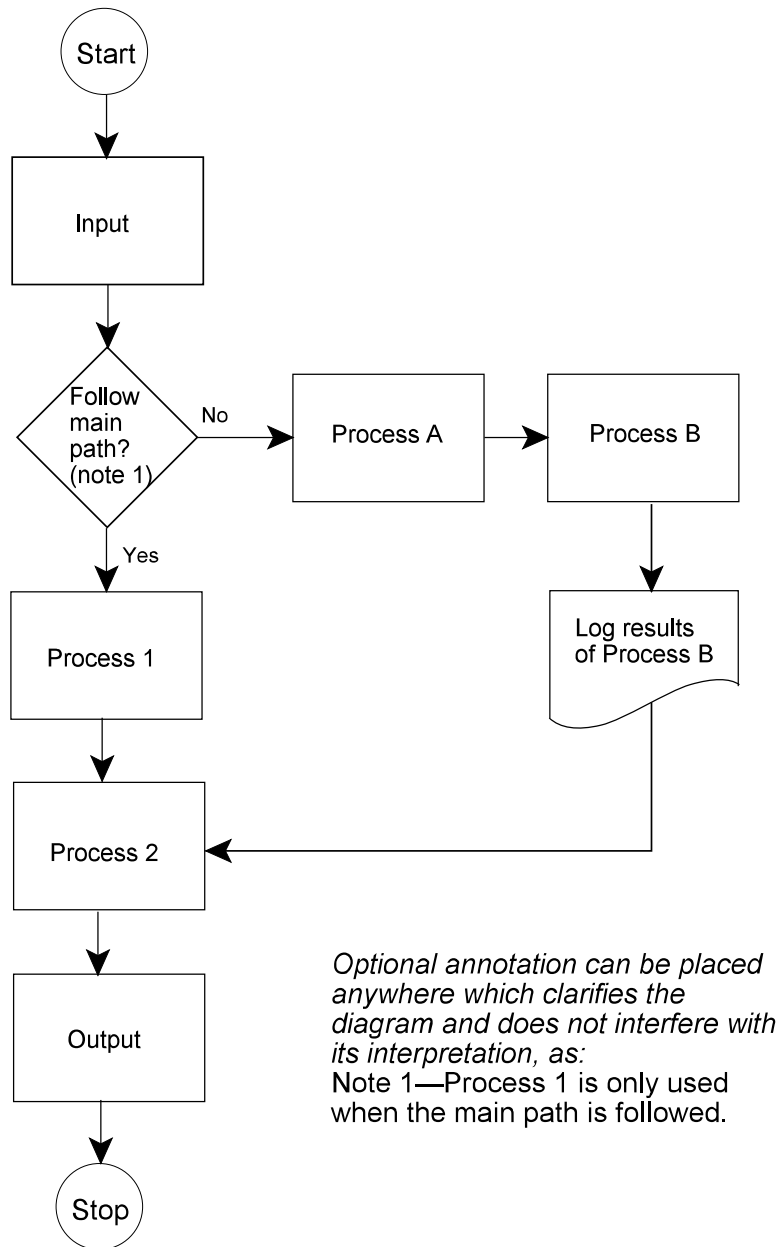 Start
Input
Follow
main
path?
(note 1)
No
Process A
Process B
Yes
Process 1
Log results
of Process B
Process 2
Output
Optional annotation can be placed
anywhere which clarifies the
diagram and does not interfere with
its interpretation, as:
Note 1—Process 1 is only used
when the main path is followed.
Stop